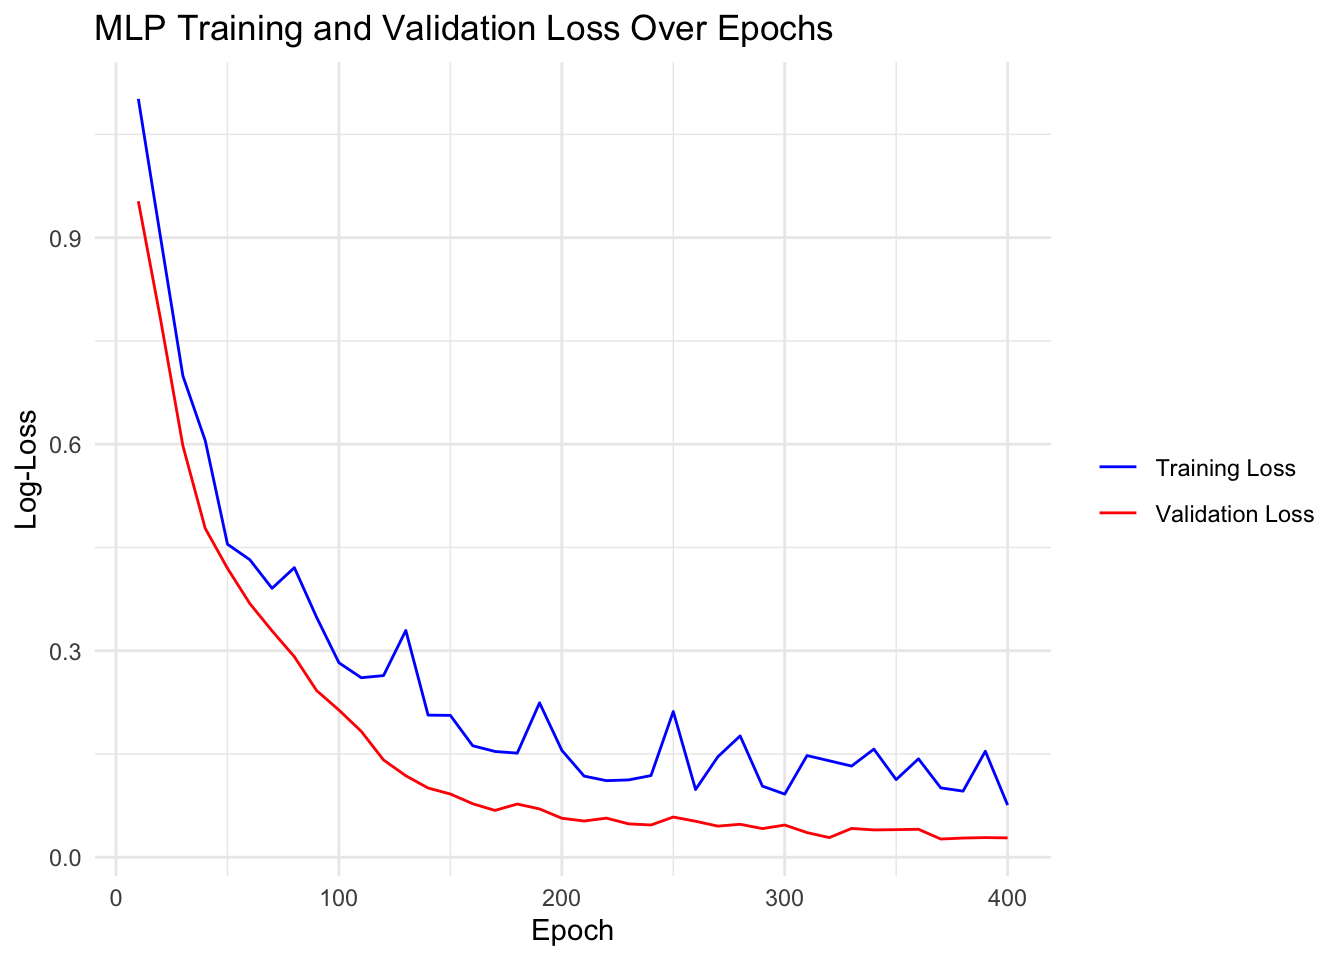 MLP Training and Validation Loss Over Epochs
Log-Loss
0.9
0.6
0.3
0.0
0 100 200 300 400
Epoch
Training Loss
Validation Loss